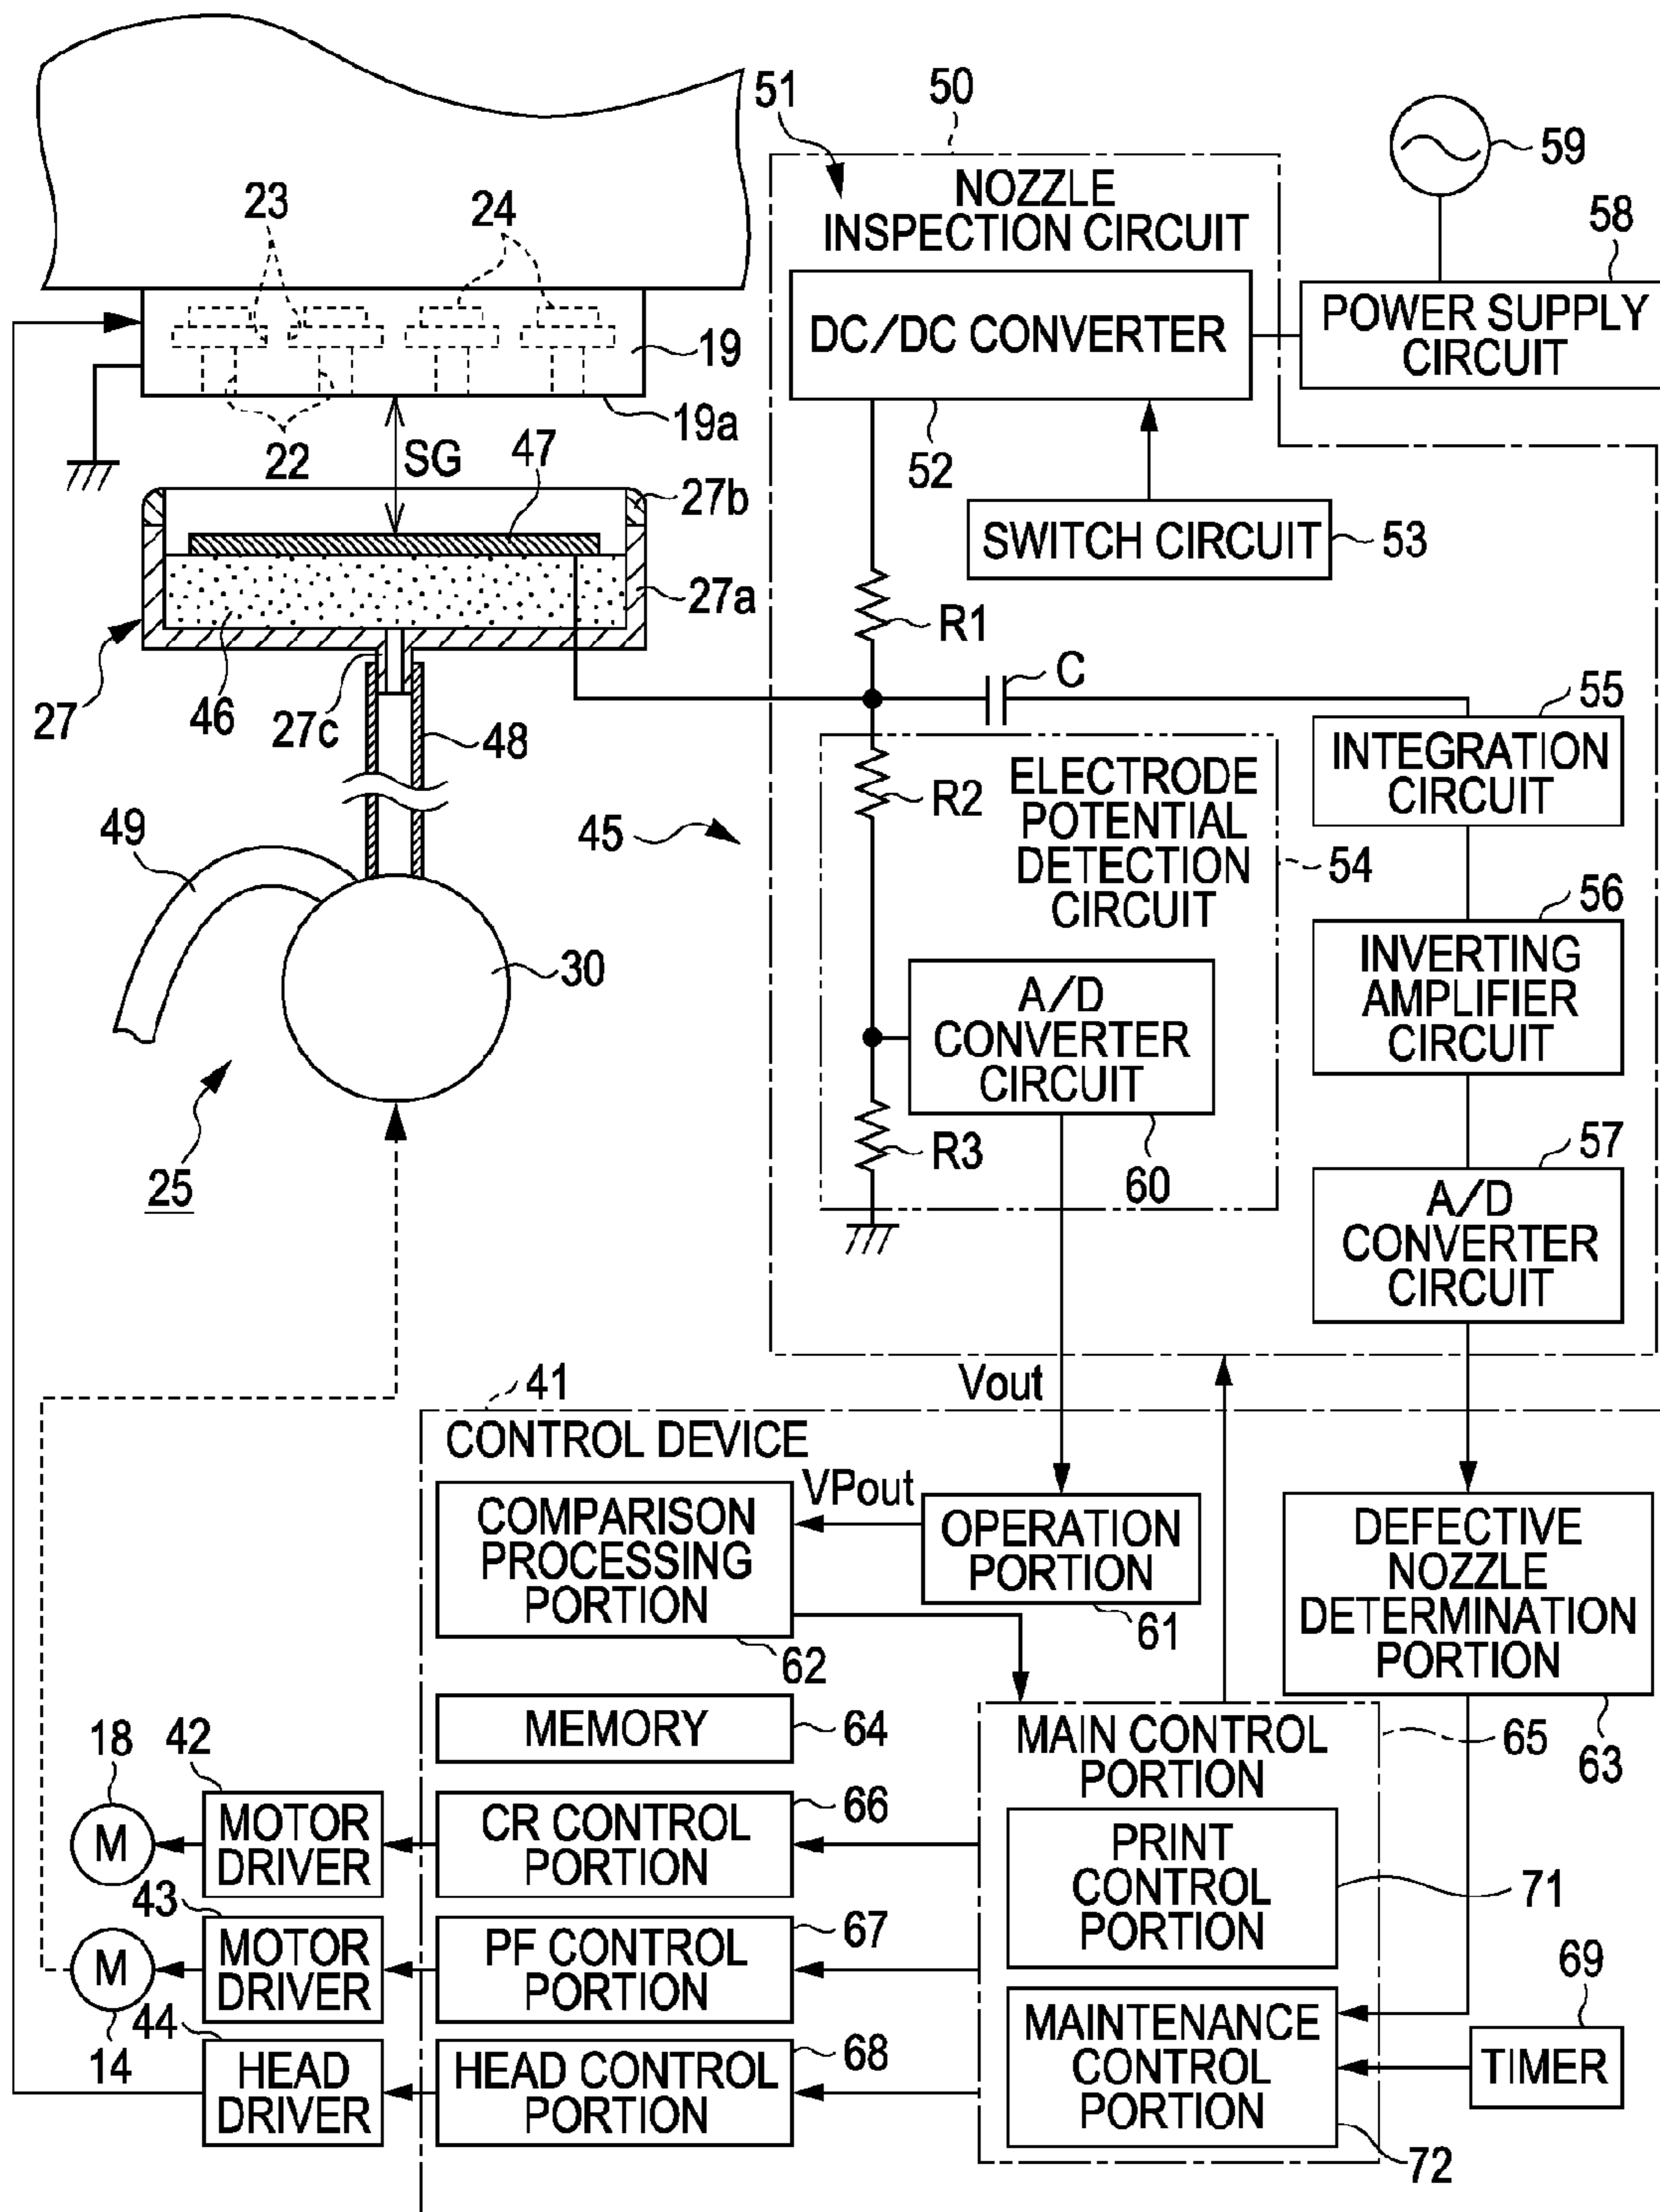 50
51
59
NOZZLE
INSPECTION CIRCUIT
23
24
58
POWER SUPPLY
CIRCUIT
DC/DC CONVERTER
19
19a
22
SG
47
52
27b
SWITCH CIRCUIT
53
27a
R1
C
27
46
27c
48
55
INTEGRATION
CIRCUIT
R2
ELECTRODE
POTENTIAL
DETECTION
CIRCUIT
45
54
49
56
INVERTING
AMPLIFIER
CIRCUIT
30
A/D
CONVERTER
CIRCUIT
R3
60
57
A/D
CONVERTER
CIRCUIT
25
Vout
41
CONTROL DEVICE
VPout
COMPARISON
PROCESSING
PORTION
OPERATION
PORTION
DEFECTIVE
NOZZLE
DETERMINATION
PORTION
61
62
MEMORY
64
MAIN CONTROL
PORTION
65
63
18
42
66
M
MOTOR
DRIVER
CR CONTROL
PORTION
PRINT
CONTROL
PORTION
71
43
67
M
MOTOR
DRIVER
PF CONTROL
PORTION
69
44
14
68
HEAD
DRIVER
HEAD CONTROL
PORTION
MAINTENANCE
CONTROL
PORTION
TIMER
72